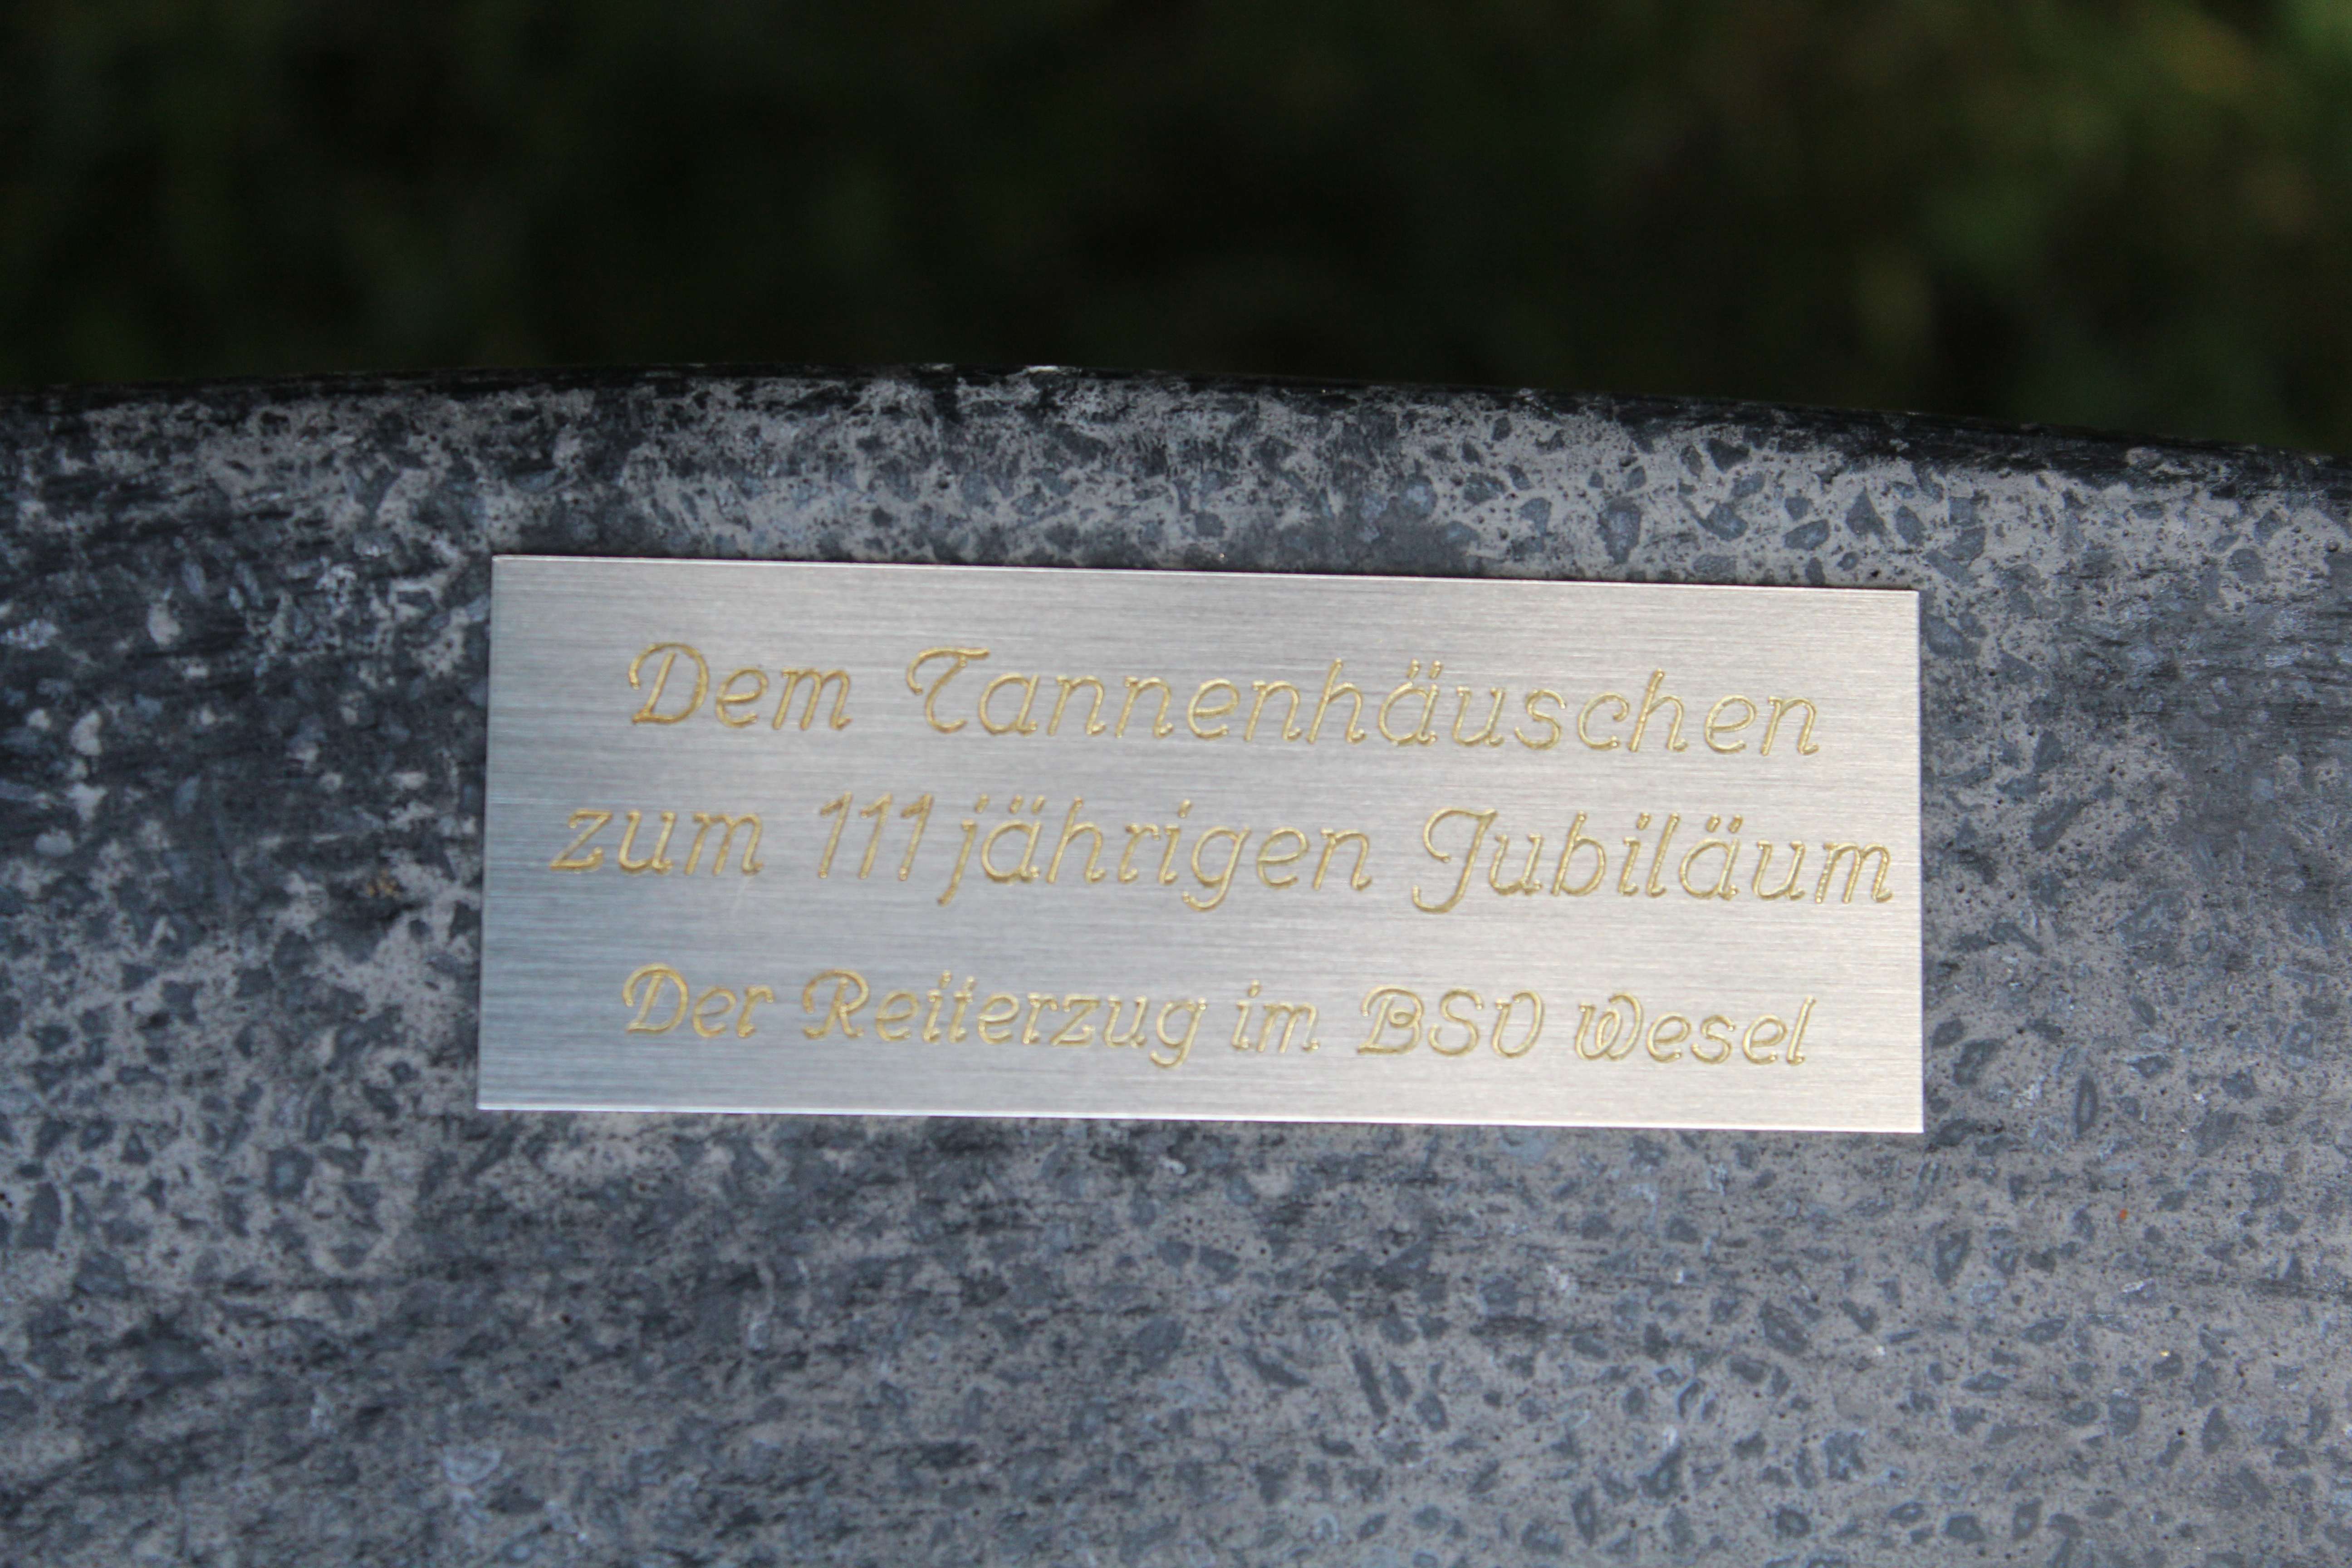 Dem Tannenhäuschen
zum 111 jährigen Jubiläum
Der Reiterzug im BSV Wesel